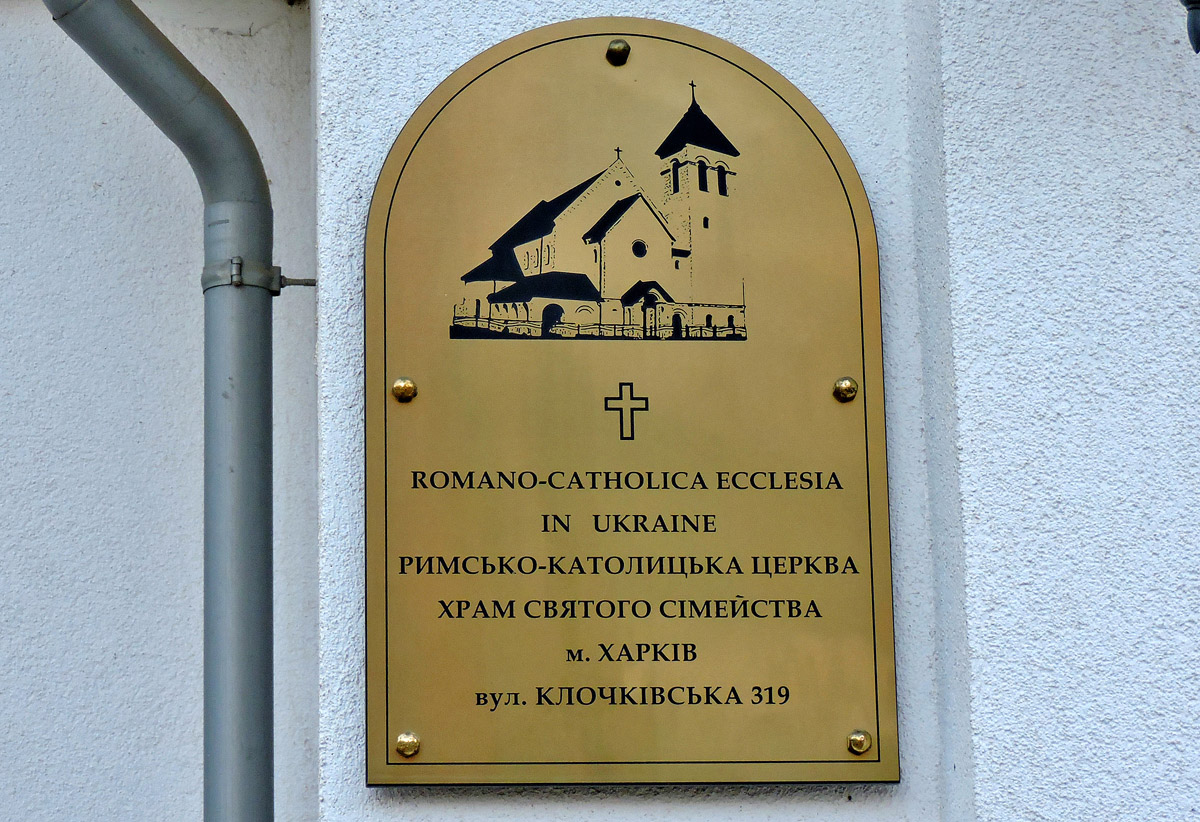 ROMANO-CATHOLICA ECCLESIA
IN UKRAINE
РИМСЬКО-КАТОЛИЦЬКА ЦЕРКВА
ХРАМ СВЯТОГО СІМЕЙСТВА
м. ХАРКІВ
вул. КЛОЧКІВСЬКА 319